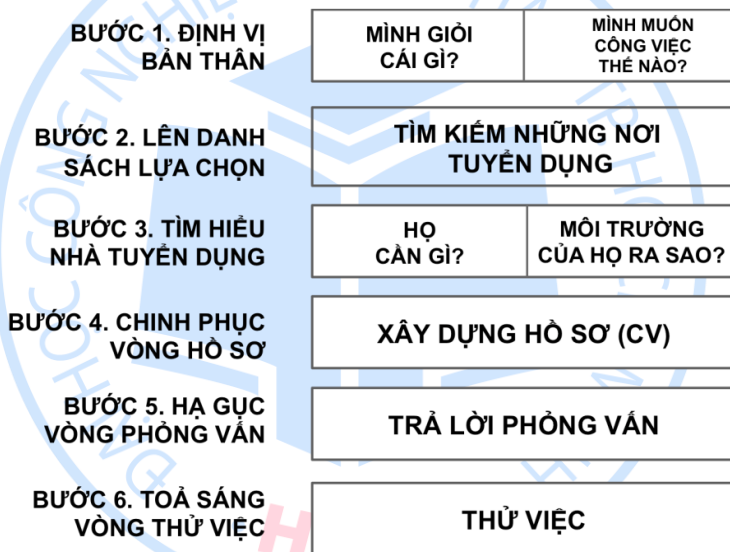 BƯỚC 1. ĐỊNH VỊ
BẢN THÂN
MÌNH GIỎI
CÁI GÌ?
MÌNH MUỐN
CÔNG VIỆC
THẾ NÀO?
BƯỚC 2. LÊN DANH
SÁCH LỰA CHỌN
TÌM KIẾM NHỮNG NƠI
TUYỂN DỤNG
BƯỚC 3. TÌM HIỂU
NHÀ TUYỂN DỤNG
HỌ
CẦN GÌ?
MÔI TRƯỜNG
CỦA HỌ RA SAO?
BƯỚC 4. CHINH PHỤC
VÒNG HỒ SƠ
XÂY DỰNG HỒ SƠ (CV)
BƯỚC 5. HẠ GỤC
VÒNG PHỎNG VẤN
TRẢ LỜI PHỎNG VẤN
BƯỚC 6. TOẢ SÁNG
VÒNG THỬ VIỆC
THỬ VIỆC
ĐẠI HỌC CÔNG